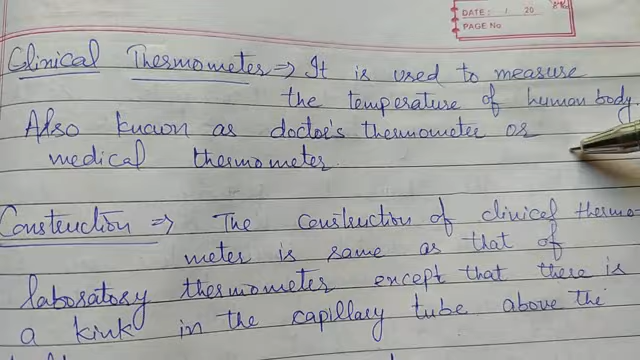 DATE: / 20
PAGE No
Clinical Thermometer ⇒ It is used to measure
the temperature of human body.
Also known as doctor's thermometer or
medical thermometer.
Construction ⇒ The construction of clinical thermo-
meter is same as that of
laboratory thermometer except that there is
a kink in the capillary tube above the